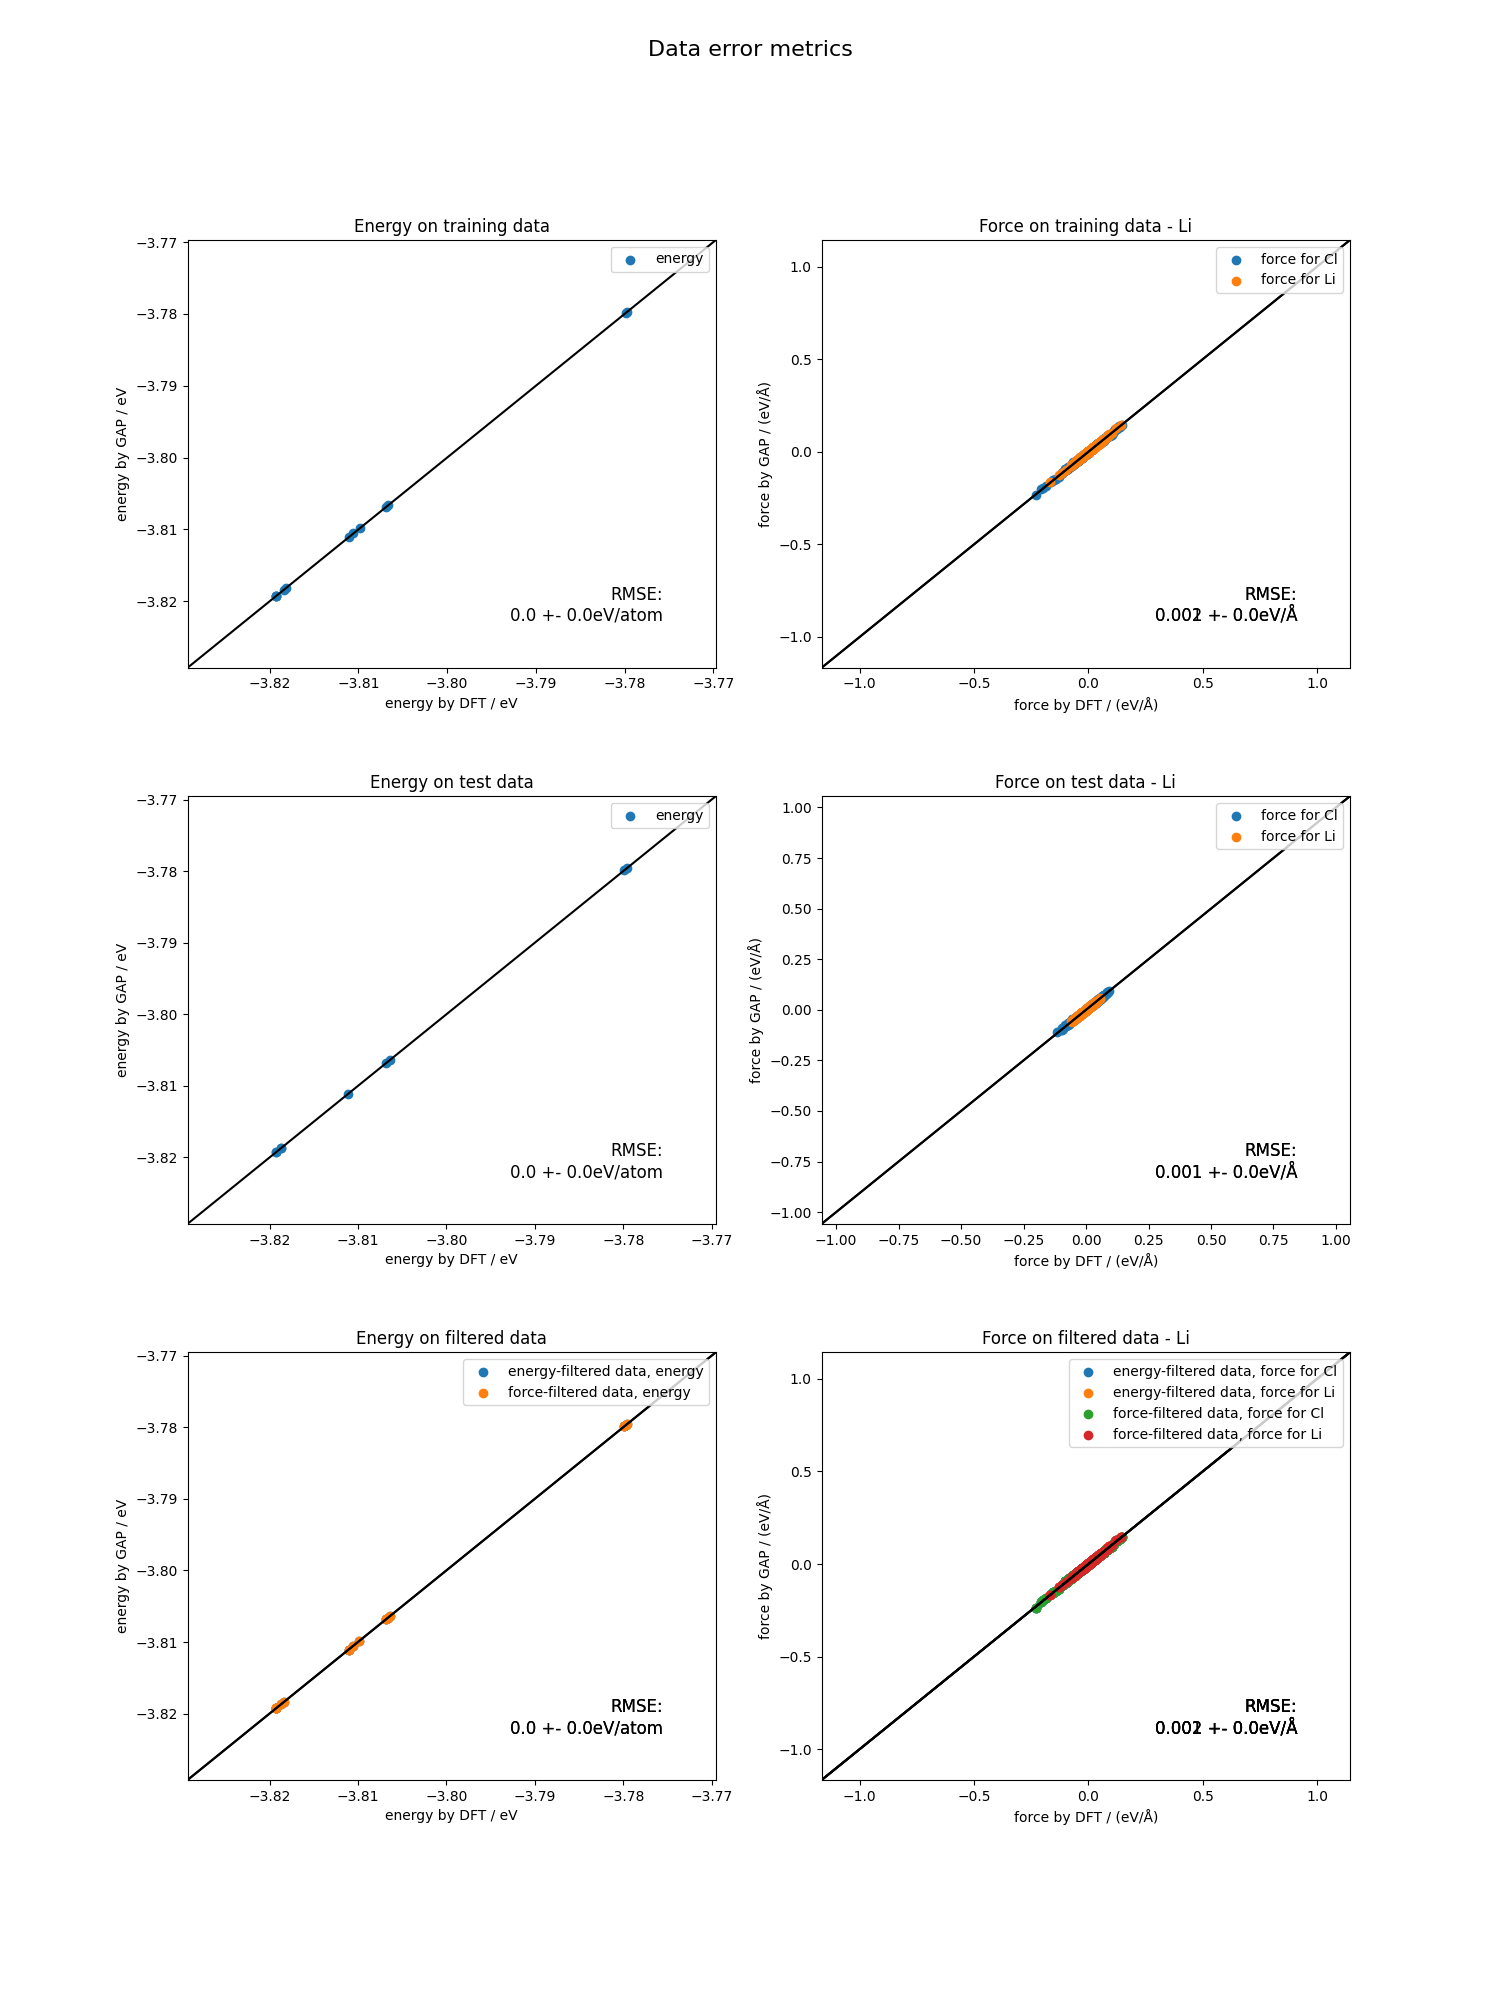 Data error metrics
Energy on training data
−3.77
−3.78
−3.79
−3.80
−3.81
−3.82
energy by GAP / eV
energy
RMSE:
0.0 +- 0.0eV/atom
−3.82 −3.81 −3.80 −3.79 −3.78 −3.77
energy by DFT / eV
Force on training data - Li
1.0
0.5
0.0
−0.5
−1.0
force by GAP / (eV/Å)
force for Cl
force for Li
RMSE:
+- 0.0eV/Å
−1.0 −0.5 0.0 0.5 1.0
force by DFT / (eV/Å)
Energy on test data
−3.77
−3.78
−3.79
−3.80
−3.81
−3.82
energy by GAP / eV
energy
RMSE:
0.0 +- 0.0eV/atom
−3.82 −3.81 −3.80 −3.79 −3.78 −3.77
energy by DFT / eV
Force on test data - Li
1.00
0.75
0.50
0.25
0.00
−0.25
−0.50
−0.75
−1.00
force by GAP / (eV/Å)
force for Cl
force for Li
RMSE:
0.001 +- 0.0eV/Å
−1.00 −0.75 −0.50 −0.25 0.00 0.25 0.50 0.75 1.00
force by DFT / (eV/Å)
Energy on filtered data
−3.77
−3.78
−3.79
−3.80
−3.81
−3.82
energy by GAP / eV
energy-filtered data, energy
force-filtered data, energy
RMSE:
0.0 +- 0.0eV/atom
−3.82 −3.81 −3.80 −3.79 −3.78 −3.77
energy by DFT / eV
Force on filtered data - Li
1.0
0.5
0.0
−0.5
−1.0
force by GAP / (eV/Å)
energy-filtered data, force for Cl
energy-filtered data, force for Li
force-filtered data, force for Cl
force-filtered data, force for Li
RMSE:
+- 0.0eV/Å
−1.0 −0.5 0.0 0.5 1.0
force by DFT / (eV/Å)